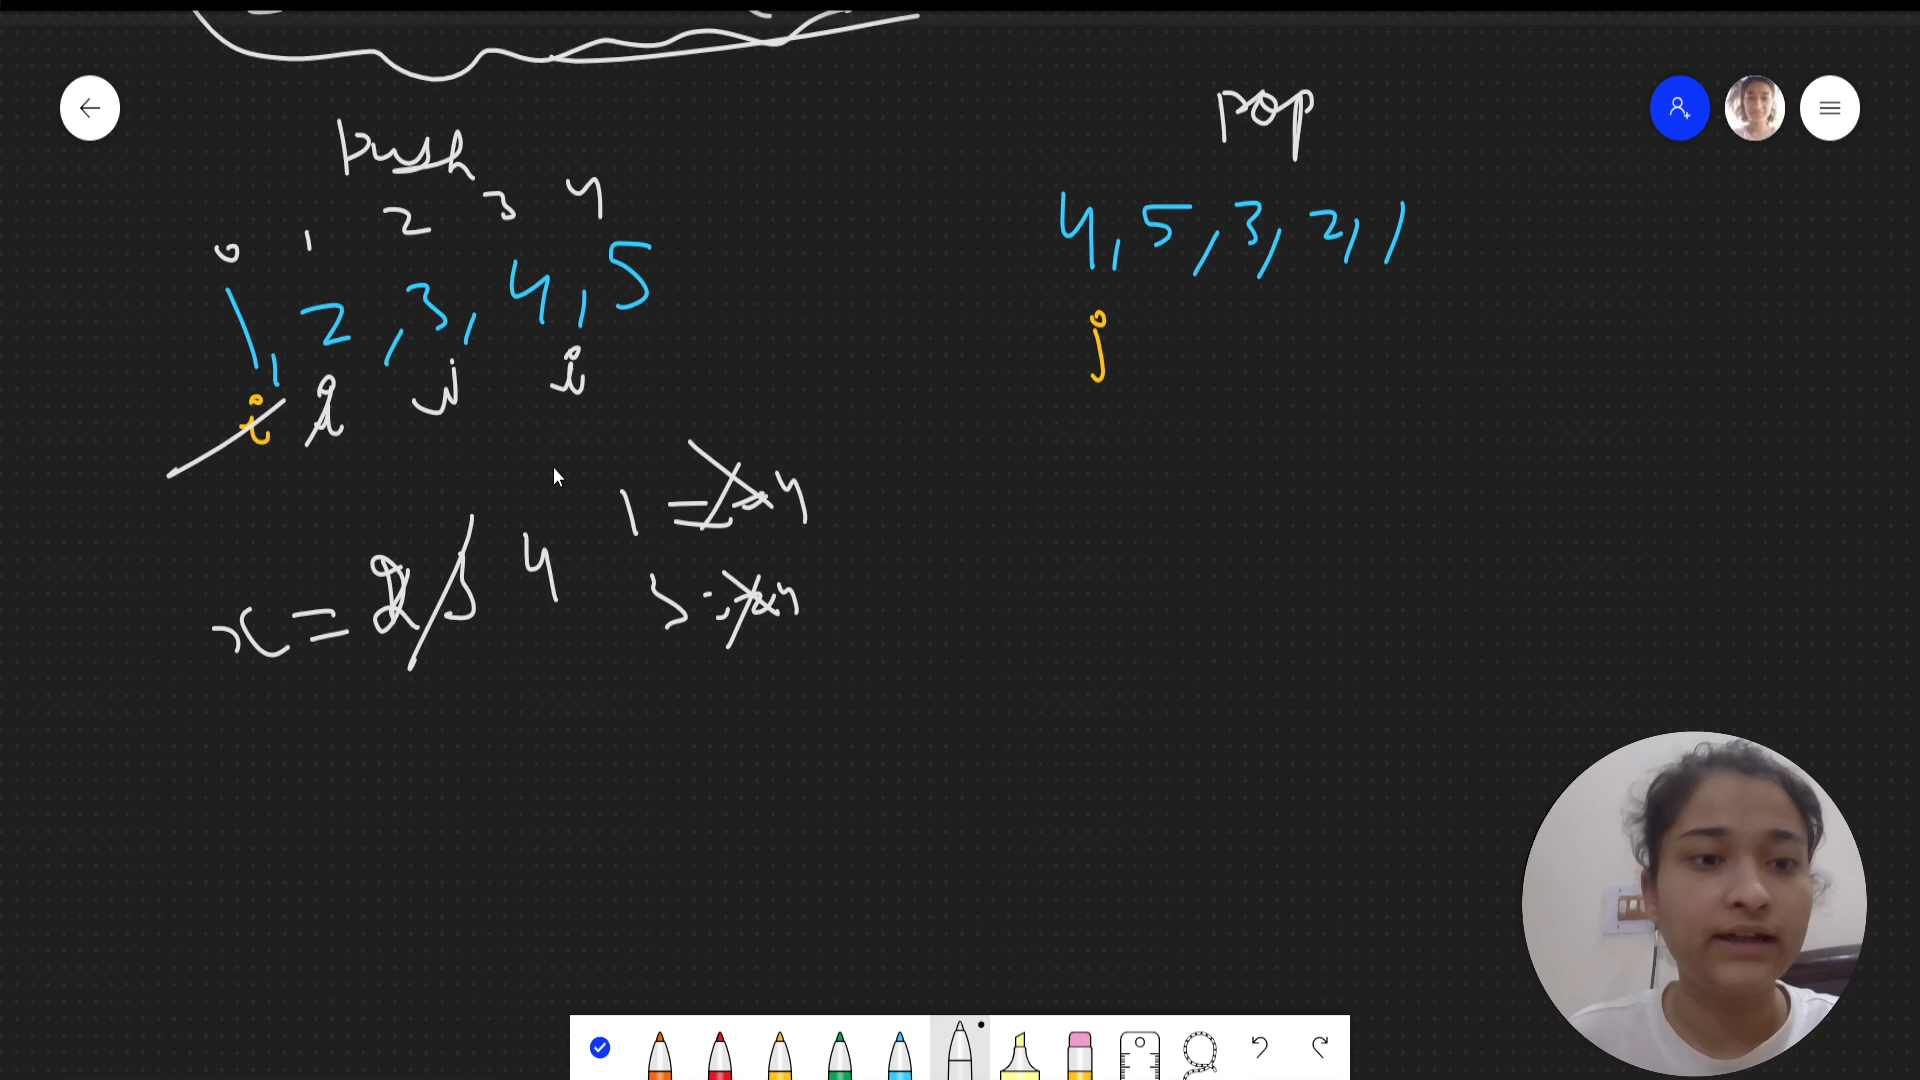 push
pop
0 1 2 3 4
1, 2, 3, 4, 5
4, 5, 3, 2, 1
i i i i
j
1 = 4
x = 4